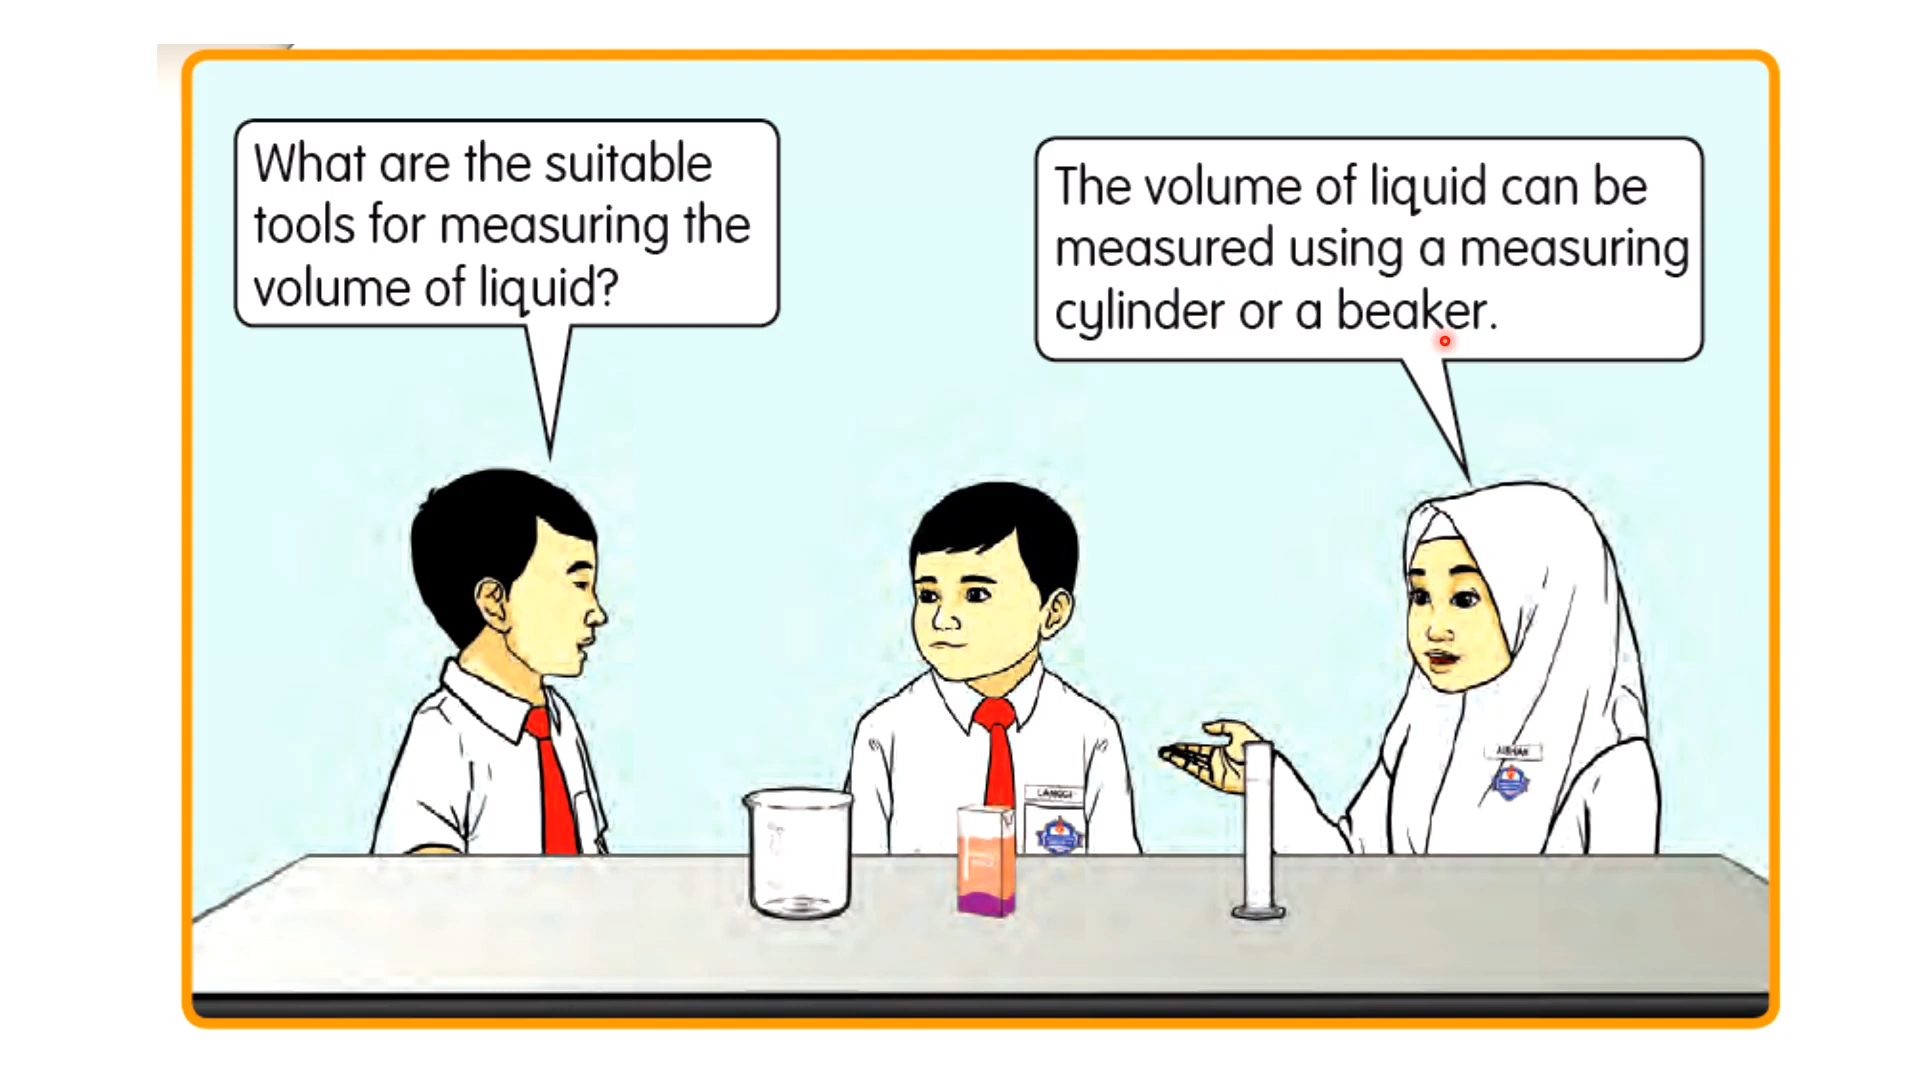 What are the suitable
tools for measuring the
volume of liquid?
The volume of liquid can be
measured using a measuring
cylinder or a beaker.
LANGGI